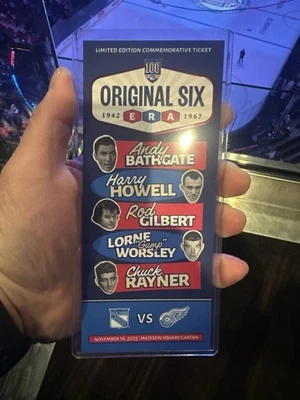 LIMITED EDITION COMMEMORATIVE TICKET
100
ORIGINAL SIX
1942 ERA 1967
Andy
BATHGATE
Harry
HOWELL
Rod
GILBERT
LORNE "Gump"
WORSLEY
Chuck
RAYNER
VS
NOVEMBER 16, 2025 | MADISON SQUARE GARDEN